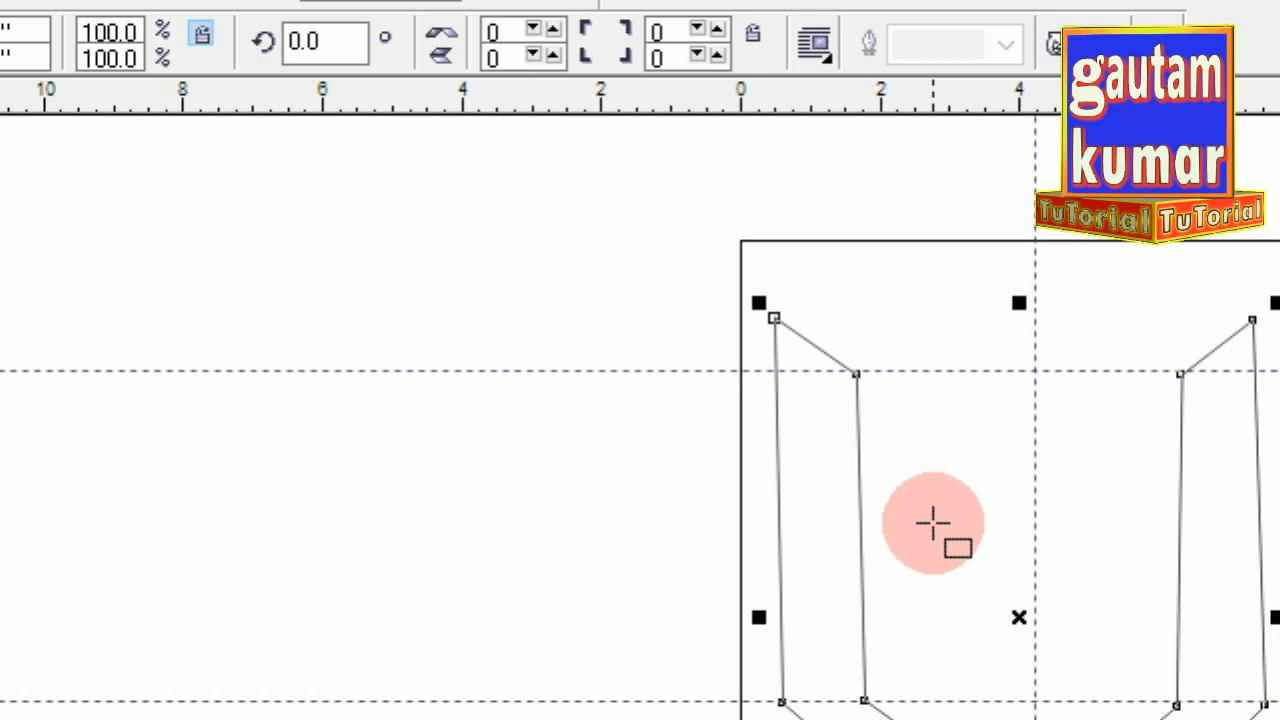 " 100.0 % 0.0 ° 0 0
" 100.0 % 0 0
10 8 6 4 2 0 2 4
gautam
kumar
TuTorial TuTorial